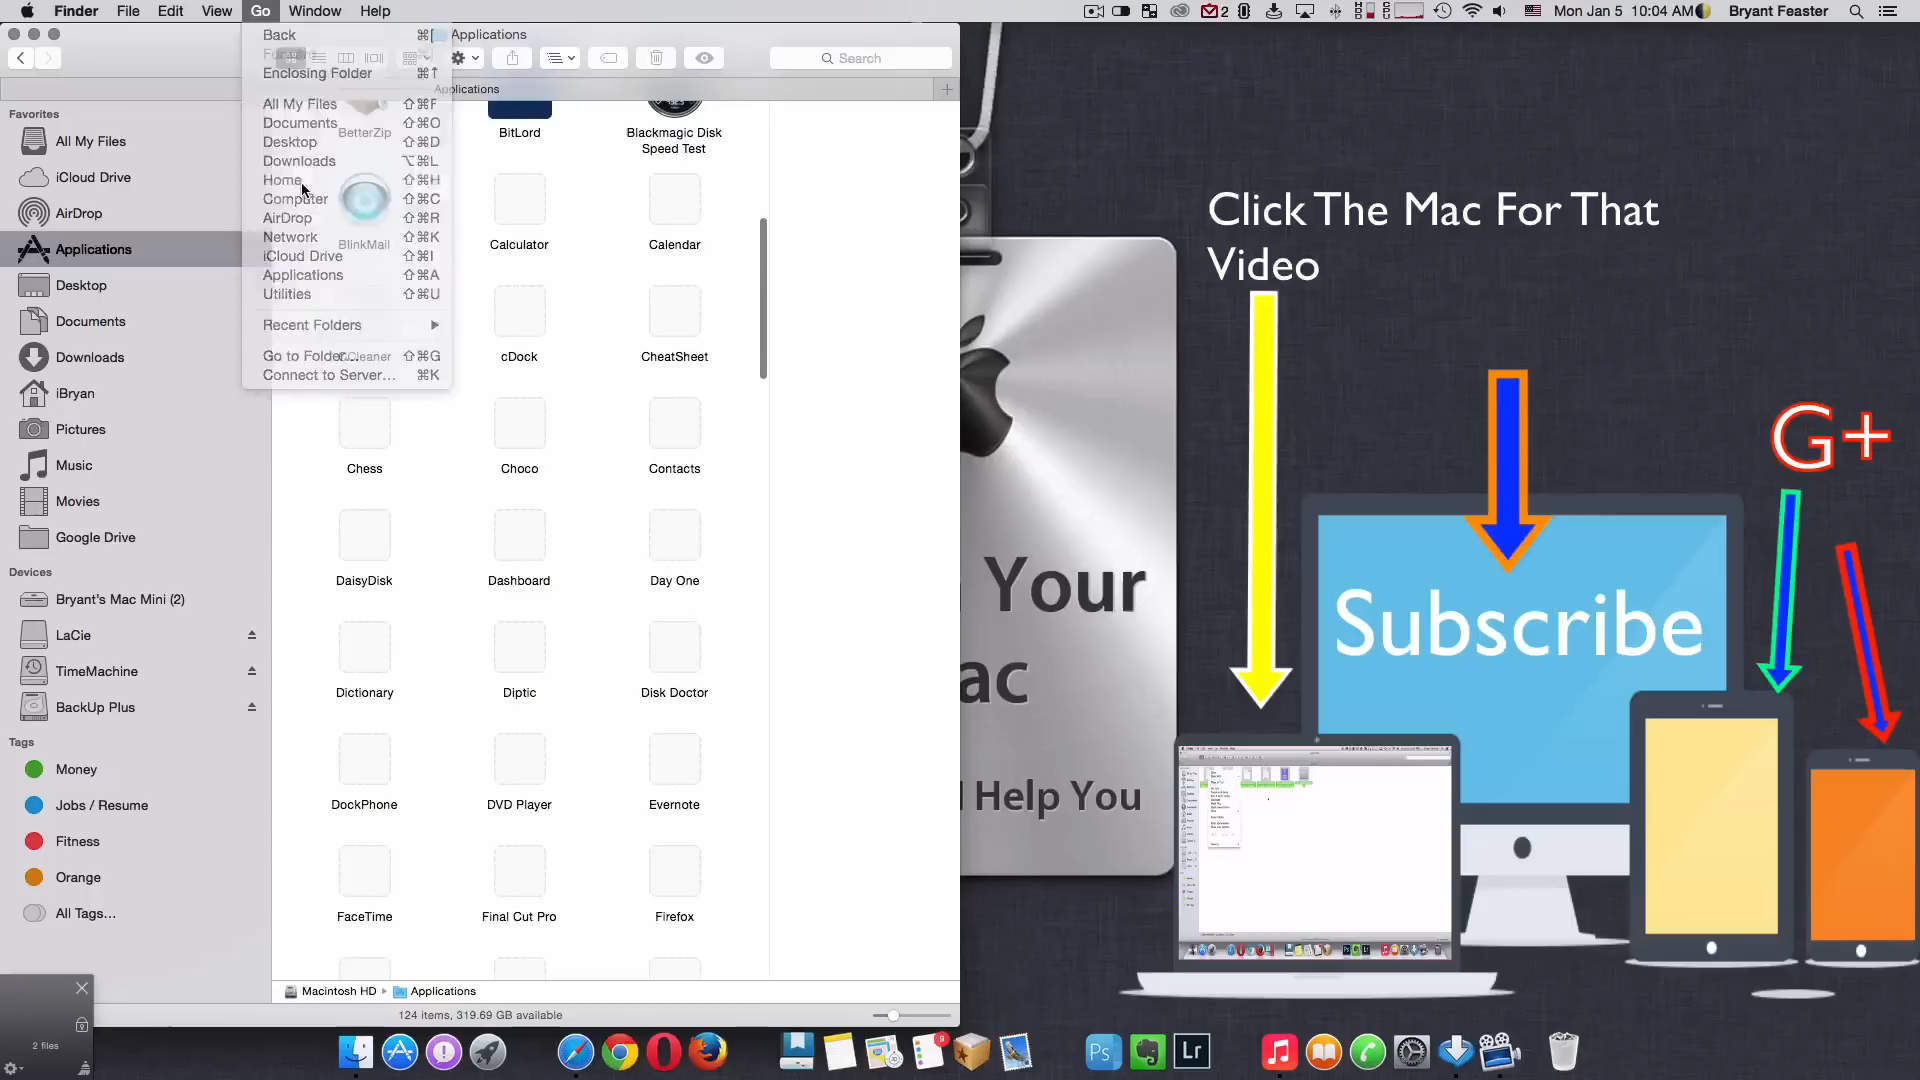 Finder File Edit View Go Window Help
2
Mon Jan 5 10:04 AM Bryant Feaster
Back ⌘[
Enclosing Folder ⌘↑
All My Files ⇧⌘F
Documents ⇧⌘O
Desktop ⇧⌘D
Downloads ⌥⌘L
Home ⇧⌘H
Computer ⇧⌘C
AirDrop ⇧⌘R
Network ⇧⌘K
iCloud Drive ⇧⌘I
Applications ⇧⌘A
Utilities ⇧⌘U
Recent Folders
Go to Folder... ⇧⌘G
Connect to Server... ⌘K
Applications
Search
Applications
Favorites
All My Files
iCloud Drive
AirDrop
Applications
Desktop
Documents
Downloads
iBryan
Pictures
Music
Movies
Google Drive
Devices
Bryant's Mac Mini (2)
LaCie
TimeMachine
BackUp Plus
Tags
Money
Jobs / Resume
Fitness
Orange
All Tags...
2 files
BetterZip
BitLord
Blackmagic Disk
Speed Test
BlinkMail
Calculator
Calendar
CCleaner
cDock
CheatSheet
Chess
Choco
Contacts
DaisyDisk
Dashboard
Day One
Dictionary
Diptic
Disk Doctor
DockPhone
DVD Player
Evernote
FaceTime
Final Cut Pro
Firefox
Macintosh HD Applications
124 items, 319.69 GB available
Click The Mac For That
Video
G+
Subscribe
Your
ac
Help You
9
Ps
Lr